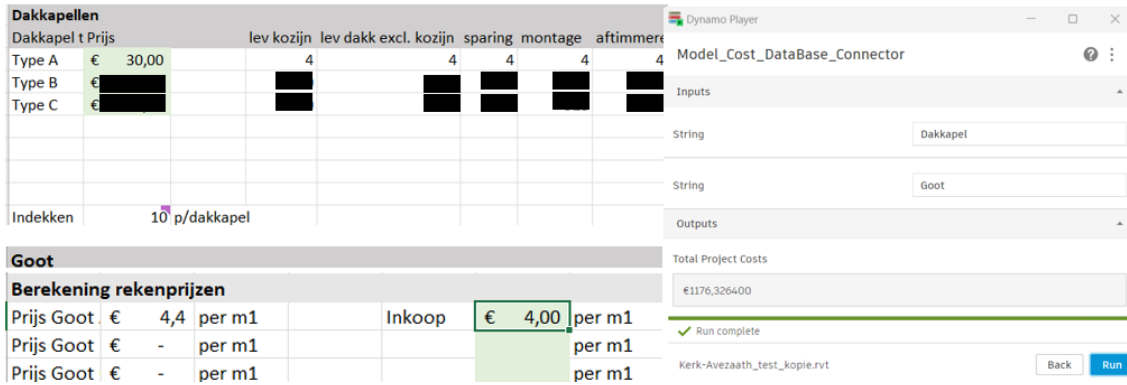 Dakkapellen
Dakkapel t Prijs lev kozijn lev dakk excl. kozijn sparing montage aftimmere
Type A € 30,00 4 4 4 4 4
Type B €
Type C €
Indekken 10 p/dakkapel
Goot
Berekening rekenprijzen
Prijs Goot € 4,4 per m1 Inkoop € 4,00 per m1
Prijs Goot € - per m1 per m1
Prijs Goot € - per m1 per m1
Dynamo Player
Model_Cost_DataBase_Connector
Inputs
String Dakkapel
String Goot
Outputs
Total Project Costs
€1176,326400
Run complete
Kerk-Avezaath_test_kopie.rvt Back Run